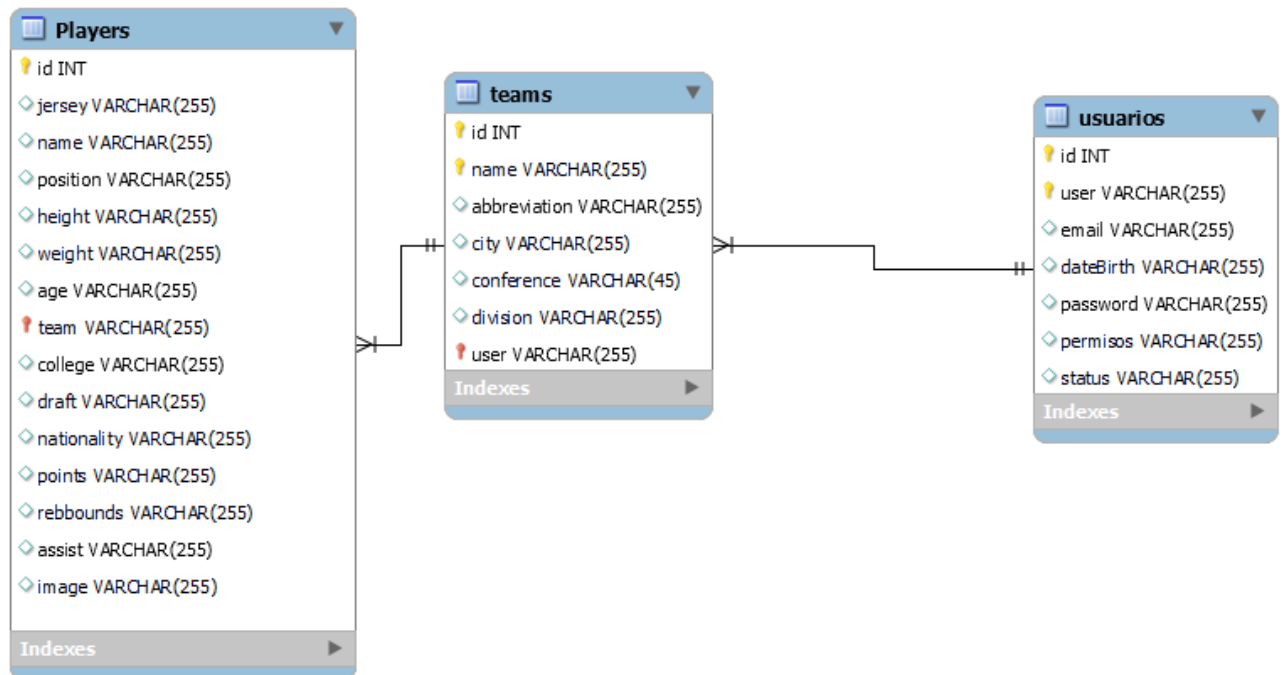 Players
id INT
jersey VARCHAR(255)
name VARCHAR(255)
position VARCHAR(255)
height VARCHAR(255)
weight VARCHAR(255)
age VARCHAR(255)
team VARCHAR(255)
college VARCHAR(255)
draft VARCHAR(255)
nationality VARCHAR(255)
points VARCHAR(255)
rebbounds VARCHAR(255)
assist VARCHAR(255)
image VARCHAR(255)
Indexes
teams
id INT
name VARCHAR(255)
abbreviation VARCHAR(255)
city VARCHAR(255)
conference VARCHAR(45)
division VARCHAR(255)
user VARCHAR(255)
Indexes
usuarios
id INT
user VARCHAR(255)
email VARCHAR(255)
dateBirth VARCHAR(255)
password VARCHAR(255)
permisos VARCHAR(255)
status VARCHAR(255)
Indexes